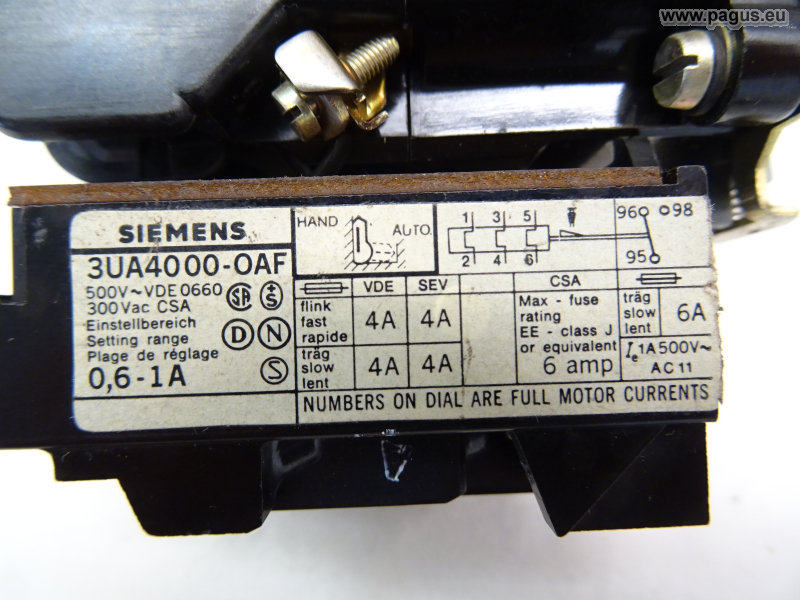 www.pagus.eu
SIEMENS
3UA4000-0AF
500V~VDE0660
300Vac CSA
Einstellbereich
Setting range
Plage de réglage
0,6-1A
SA
+S
D
N
S
HAND
AUTO.
1 3 5
2 4 6
96 98
95
VDE SEV
flink
fast
rapide
4A 4A
träg
slow
lent
4A 4A
CSA
Max - fuse
rating
EE - class J
or equivalent
6 amp
träg
slow
lent
6A
Ie 1A 500V~
AC 11
NUMBERS ON DIAL ARE FULL MOTOR CURRENTS